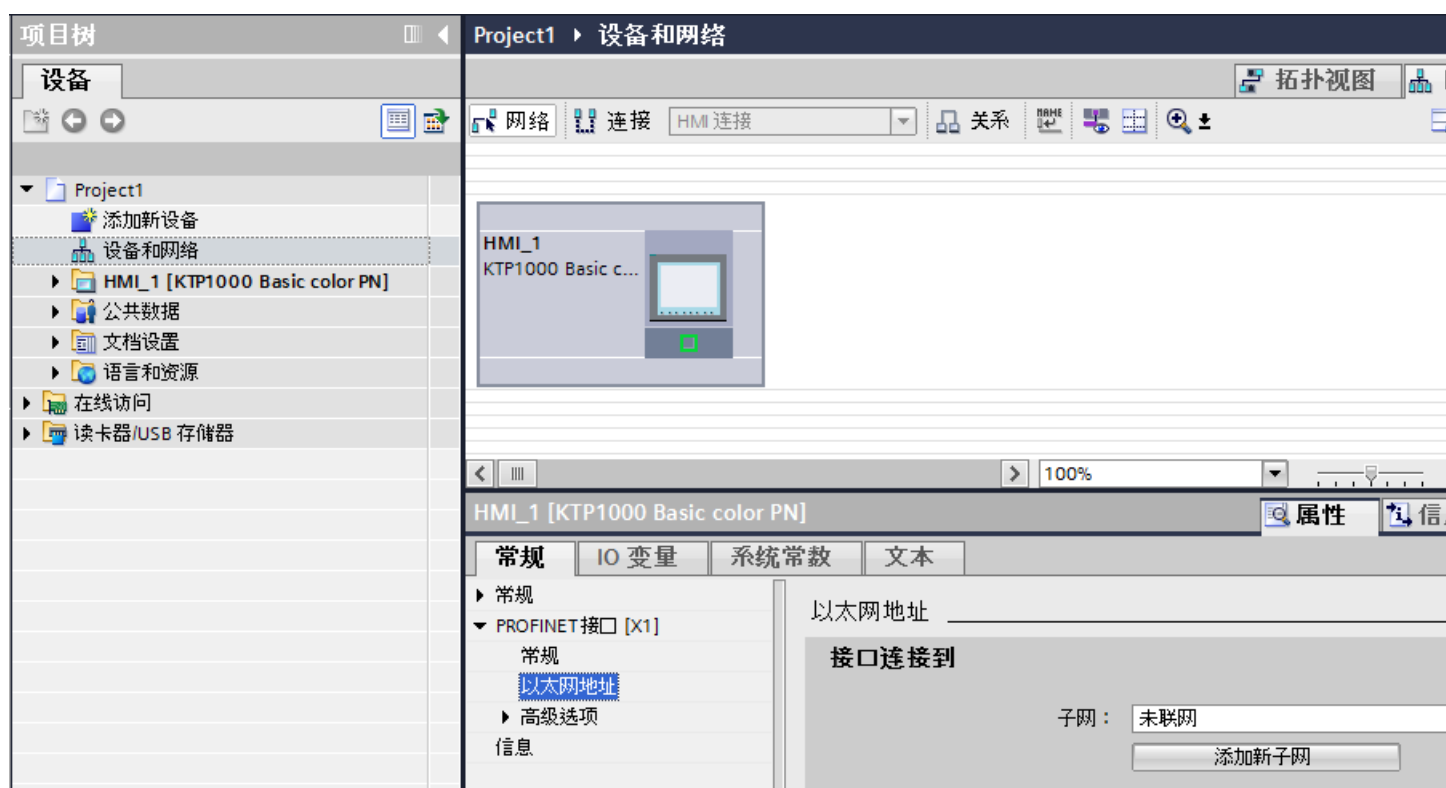 项目树
设备
Project1
添加新设备
设备和网络
HMI_1 [KTP1000 Basic color PN]
公共数据
文档设置
语言和资源
在线访问
读卡器/USB 存储器
Project1 ▸ 设备和网络
拓扑视图
网络 连接 HMI 连接 关系
HMI_1
KTP1000 Basic c...
100%
HMI_1 [KTP1000 Basic color PN]
属性
常规 IO 变量 系统常数 文本
常规
PROFINET接口 [X1]
常规
以太网地址
高级选项
信息
以太网地址
接口连接到
子网：
未联网
添加新子网